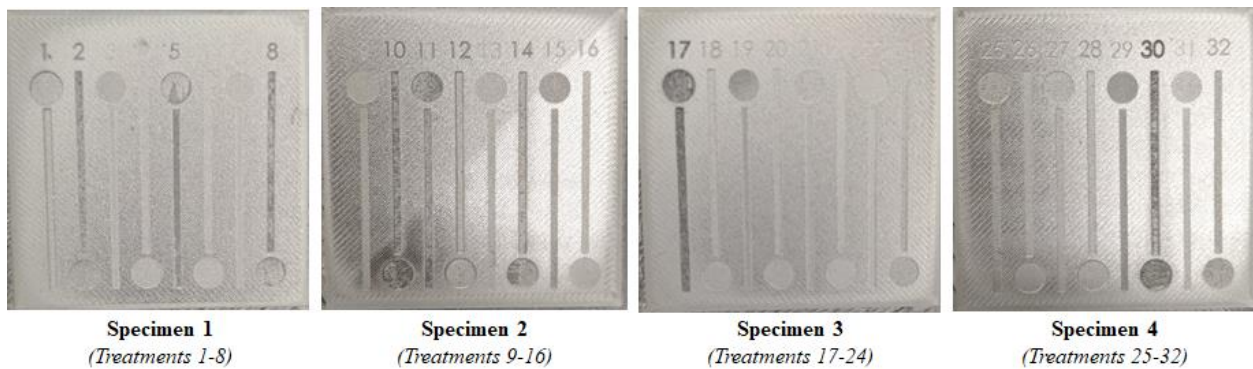 1 2 3 5 8
10 11 12 13 14 15 16
17 18 19 20 21
25 26 27 28 29 30 31 32
Specimen 1
(Treatments 1-8)
Specimen 2
(Treatments 9-16)
Specimen 3
(Treatments 17-24)
Specimen 4
(Treatments 25-32)